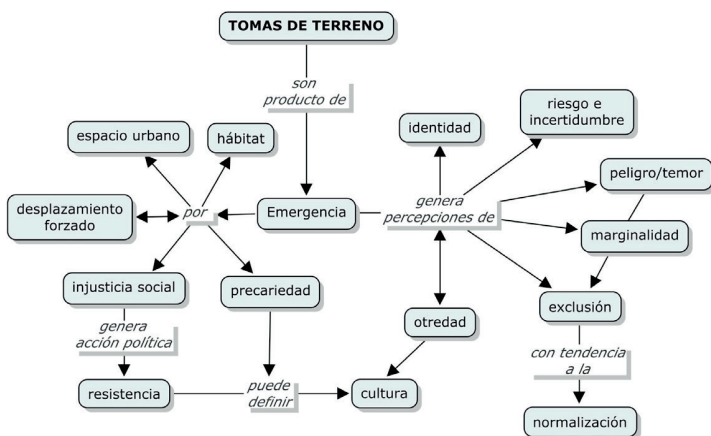 TOMAS DE TERRENO
son
producto de
espacio urbano
hábitat
identidad
riesgo e
incertidumbre
peligro/temor
desplazamiento
forzado
por
Emergencia
genera
percepciones de
marginalidad
injusticia social
precariedad
otredad
exclusión
genera
acción política
con tendencia
a la
resistencia
puede
definir
cultura
normalización